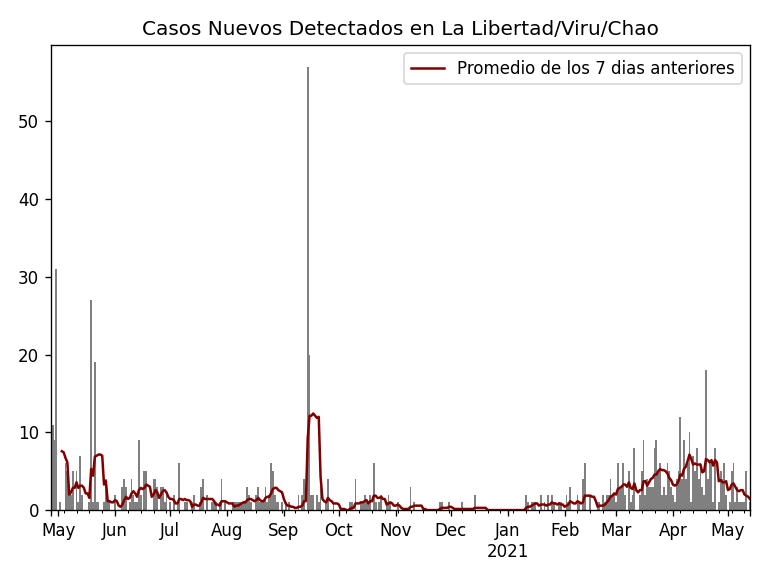 Casos Nuevos Detectados en La Libertad/Viru/Chao
Promedio de los 7 dias anteriores
50
40
30
20
10
0
May Jun Jul Aug Sep Oct Nov Dec Jan Feb Mar Apr May
2021